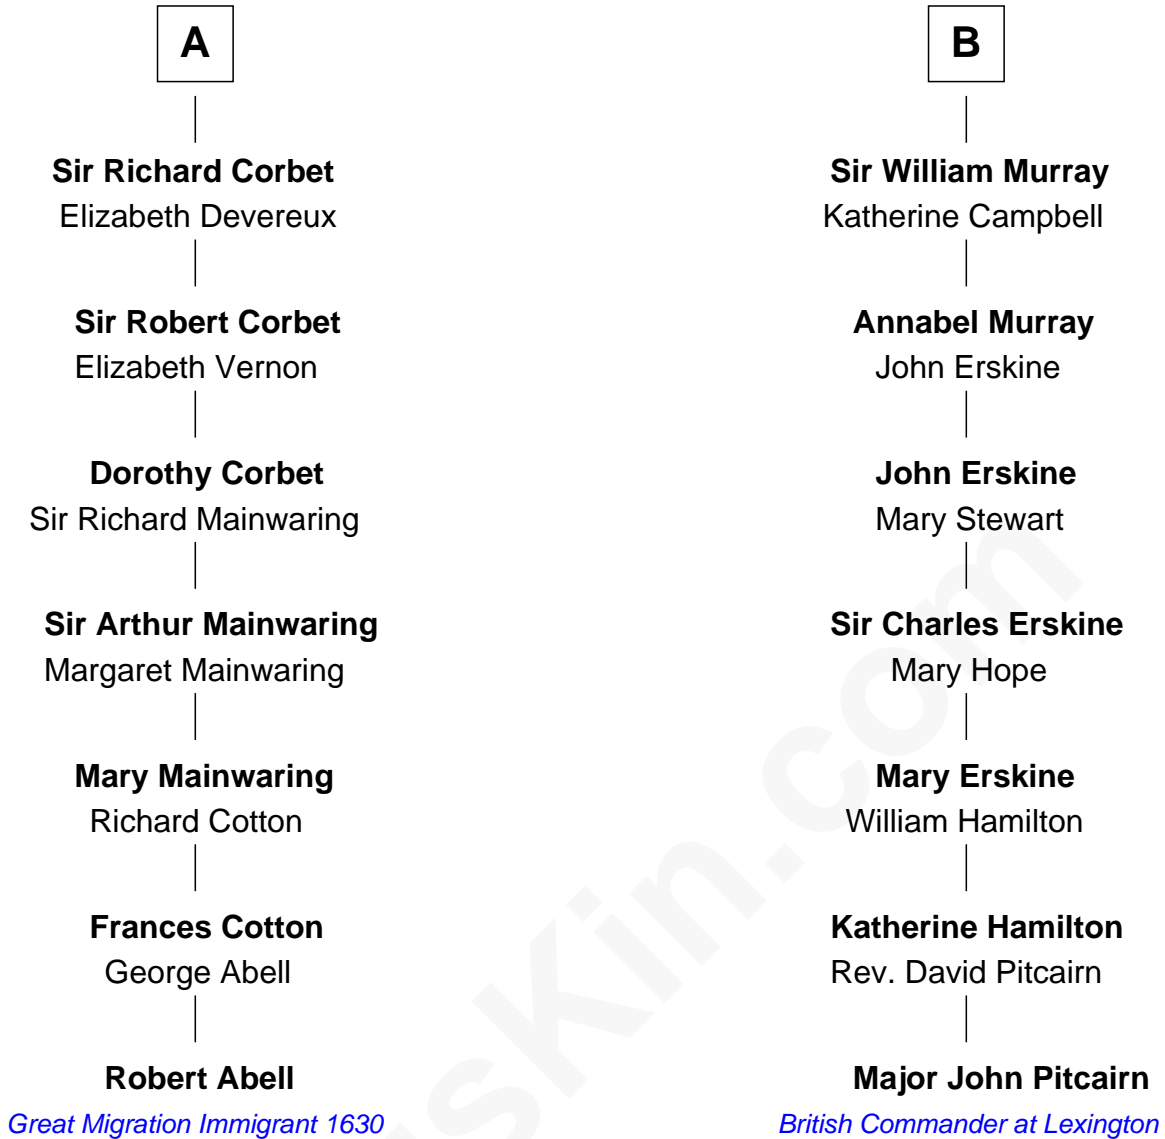 A
Sir Richard Corbet
Elizabeth Devereux
Sir Robert Corbet
Elizabeth Vernon
Dorothy Corbet
Sir Richard Mainwaring
Sir Arthur Mainwaring
Margaret Mainwaring
Mary Mainwaring
Richard Cotton
Frances Cotton
George Abell
Robert Abell
Great Migration Immigrant 1630
B
Sir William Murray
Katherine Campbell
Annabel Murray
John Erskine
John Erskine
Mary Stewart
Sir Charles Erskine
Mary Hope
Mary Erskine
William Hamilton
Katherine Hamilton
Rev. David Pitcairn
Major John Pitcairn
British Commander at Lexington
usKin.com